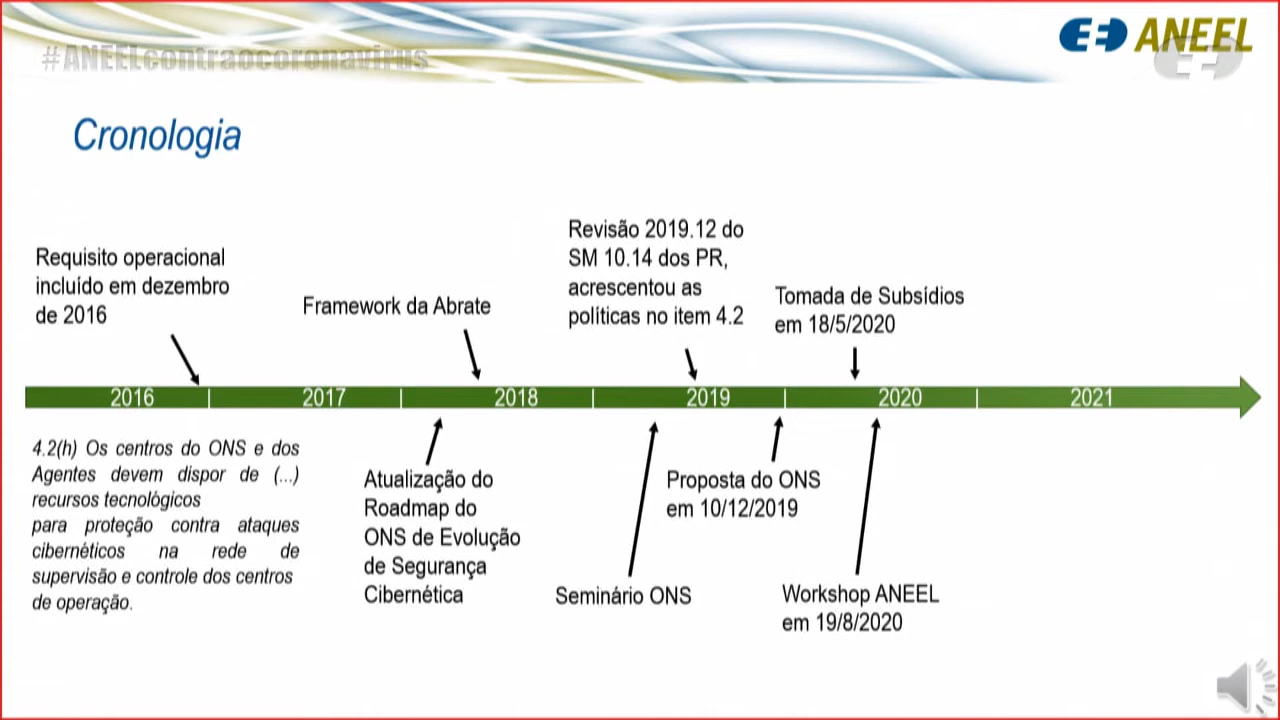 #ANEELcontraocoronavirus
ANEEL
Cronologia
Requisito operacional
incluído em dezembro
de 2016
Framework da Abrate
Revisão 2019.12 do
SM 10.14 dos PR,
acrescentou as
políticas no item 4.2
Tomada de Subsídios
em 18/5/2020
2016
2017
2018
2019
2020
2021
4.2(h) Os centros do ONS e dos
Agentes devem dispor de (...)
recursos tecnológicos
para proteção contra ataques
cibernéticos na rede de
supervisão e controle dos centros
de operação.
Atualização do
Roadmap do
ONS de Evolução
de Segurança
Cibernética
Seminário ONS
Proposta do ONS
em 10/12/2019
Workshop ANEEL
em 19/8/2020